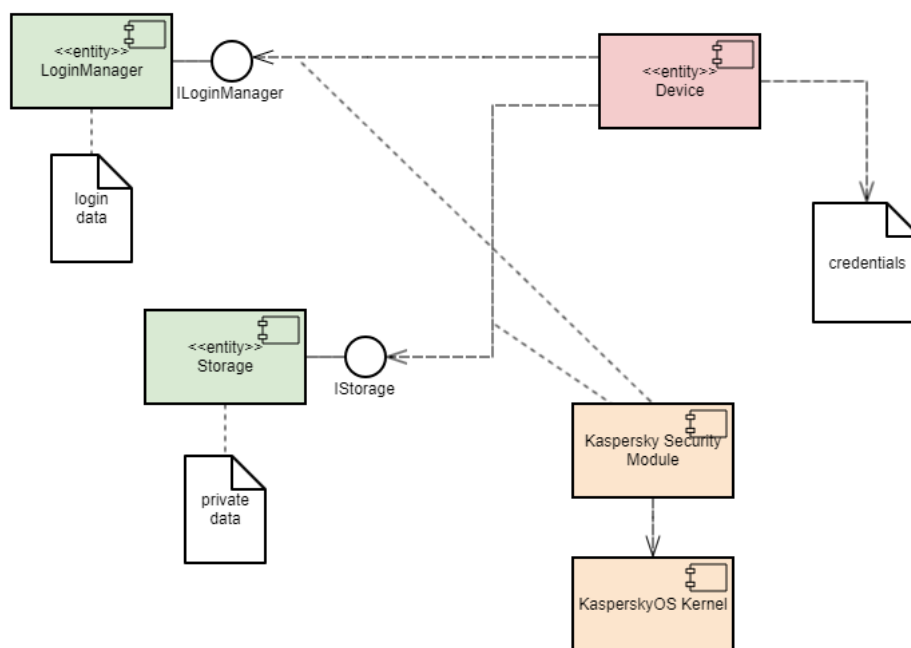 <<entity>>
LoginManager
ILoginManager
<<entity>>
Device
login
data
credentials
<<entity>>
Storage
IStorage
private
data
Kaspersky Security
Module
KasperskyOS Kernel